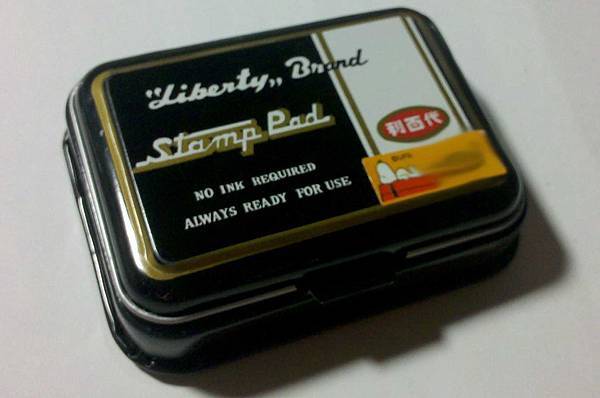 "Liberty„ Brand
Stamp Pad
NO INK REQUIRED
ALWAYS READY FOR USE
利百代